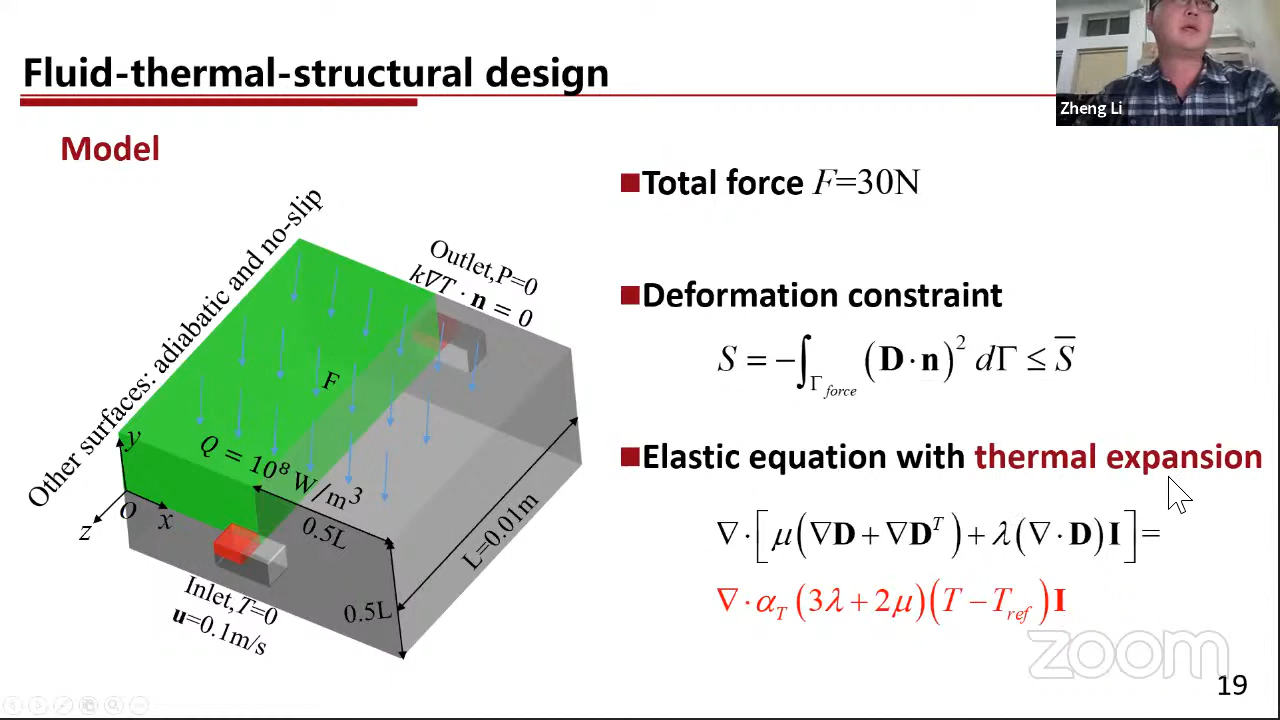 Fluid-thermal-structural design
Zheng Li
Model
Other surfaces: adiabatic and no-slip
Outlet,P=0
k∇T · n = 0
F
Q = 10⁸ W/m³
y
O
x
z
0.5L
L=0.01m
0.5L
Inlet,T=0
u=0.1m/s
■Total force F=30N
■Deformation constraint
S = −∫_{Γ_force} (D·n)² dΓ ≤ S̅
■Elastic equation with thermal expansion
∇·[μ(∇D + ∇Dᵀ) + λ(∇·D)I] =
∇·α_T (3λ + 2μ)(T − T_ref)I
zoom
19